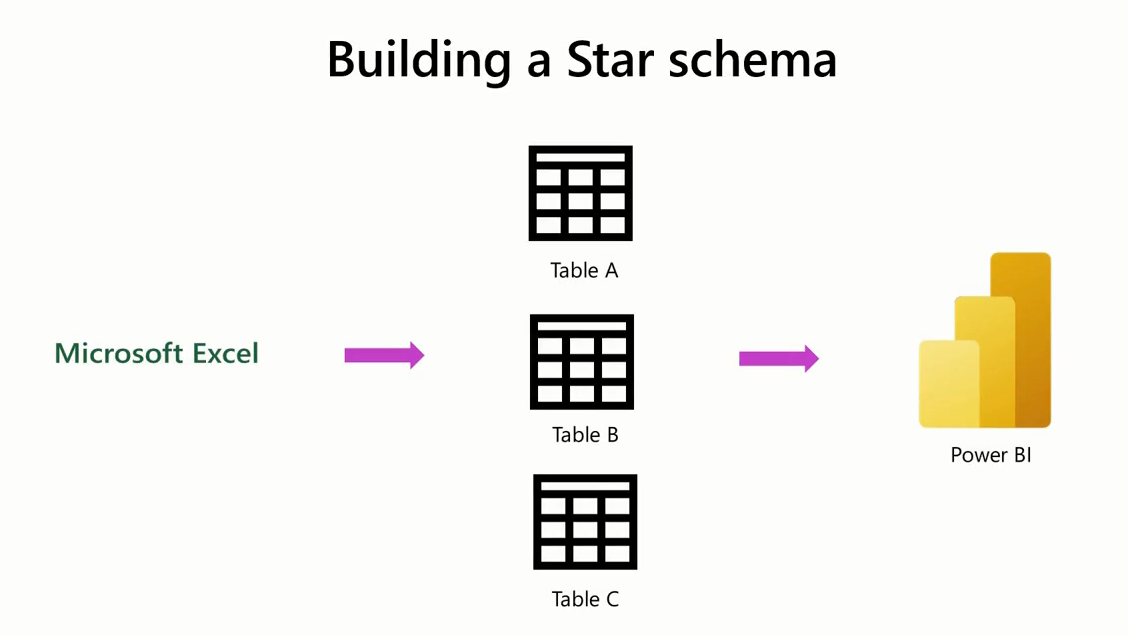 Building a Star schema
Table A
Microsoft Excel
Table B
Power BI
Table C